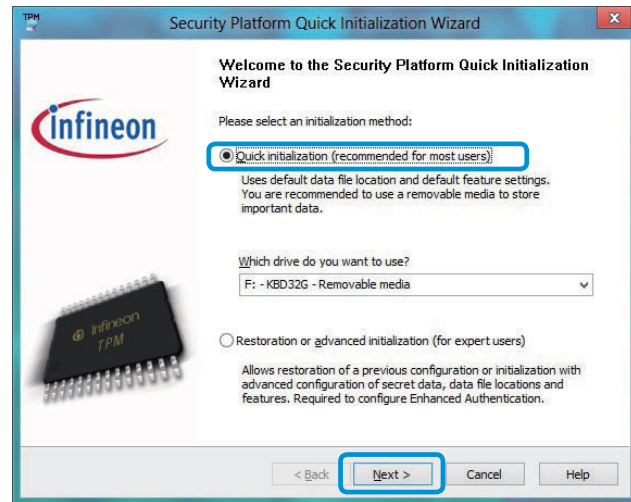 TPM
Security Platform Quick Initialization Wizard
x
Welcome to the Security Platform Quick Initialization
Wizard
infineon
Please select an initialization method:
Quick initialization (recommended for most users)
Uses default data file location and default feature settings.
You are recommended to use a removable media to store
important data.
Which drive do you want to use?
F: - KBD32G - Removable media
infineon
TPM
Restoration or advanced initialization (for expert users)
Allows restoration of a previous configuration or initialization with
advanced configuration of secret data, data file locations and
features. Required to configure Enhanced Authentication.
< Back Next > Cancel Help